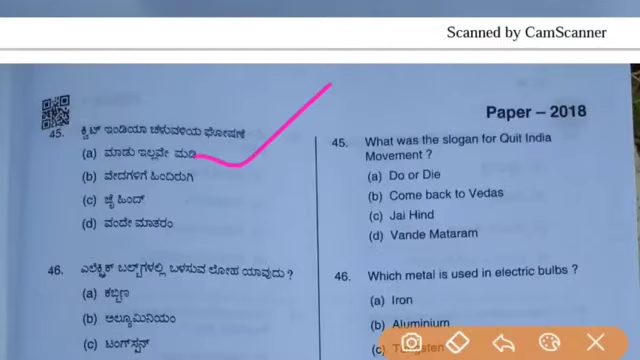 Scanned by CamScanner
Paper – 2018
45. ಕ್ವಿಟ್ ಇಂಡಿಯಾ ಚಳುವಳಿಯ ಘೋಷಣೆ
(a) ಮಾಡು ಇಲ್ಲವೇ ಮಡಿ
(b) ವೇದಗಳಿಗೆ ಹಿಂದಿರುಗಿ
(c) ಜೈ ಹಿಂದ್
(d) ವಂದೇ ಮಾತರಂ
46. ಎಲೆಕ್ಟ್ರಿಕ್ ಬಲ್ಬ್‌ಗಳಲ್ಲಿ ಬಳಸುವ ಲೋಹ ಯಾವುದು ?
(a) ಕಬ್ಬಿಣ
(b) ಅಲ್ಯೂಮಿನಿಯಂ
(c) ಟಂಗ್‌ಸ್ಟನ್
45. What was the slogan for Quit India
Movement ?
(a) Do or Die
(b) Come back to Vedas
(c) Jai Hind
(d) Vande Mataram
46. Which metal is used in electric bulbs ?
(a) Iron
(b) Aluminium
(c) Tungsten